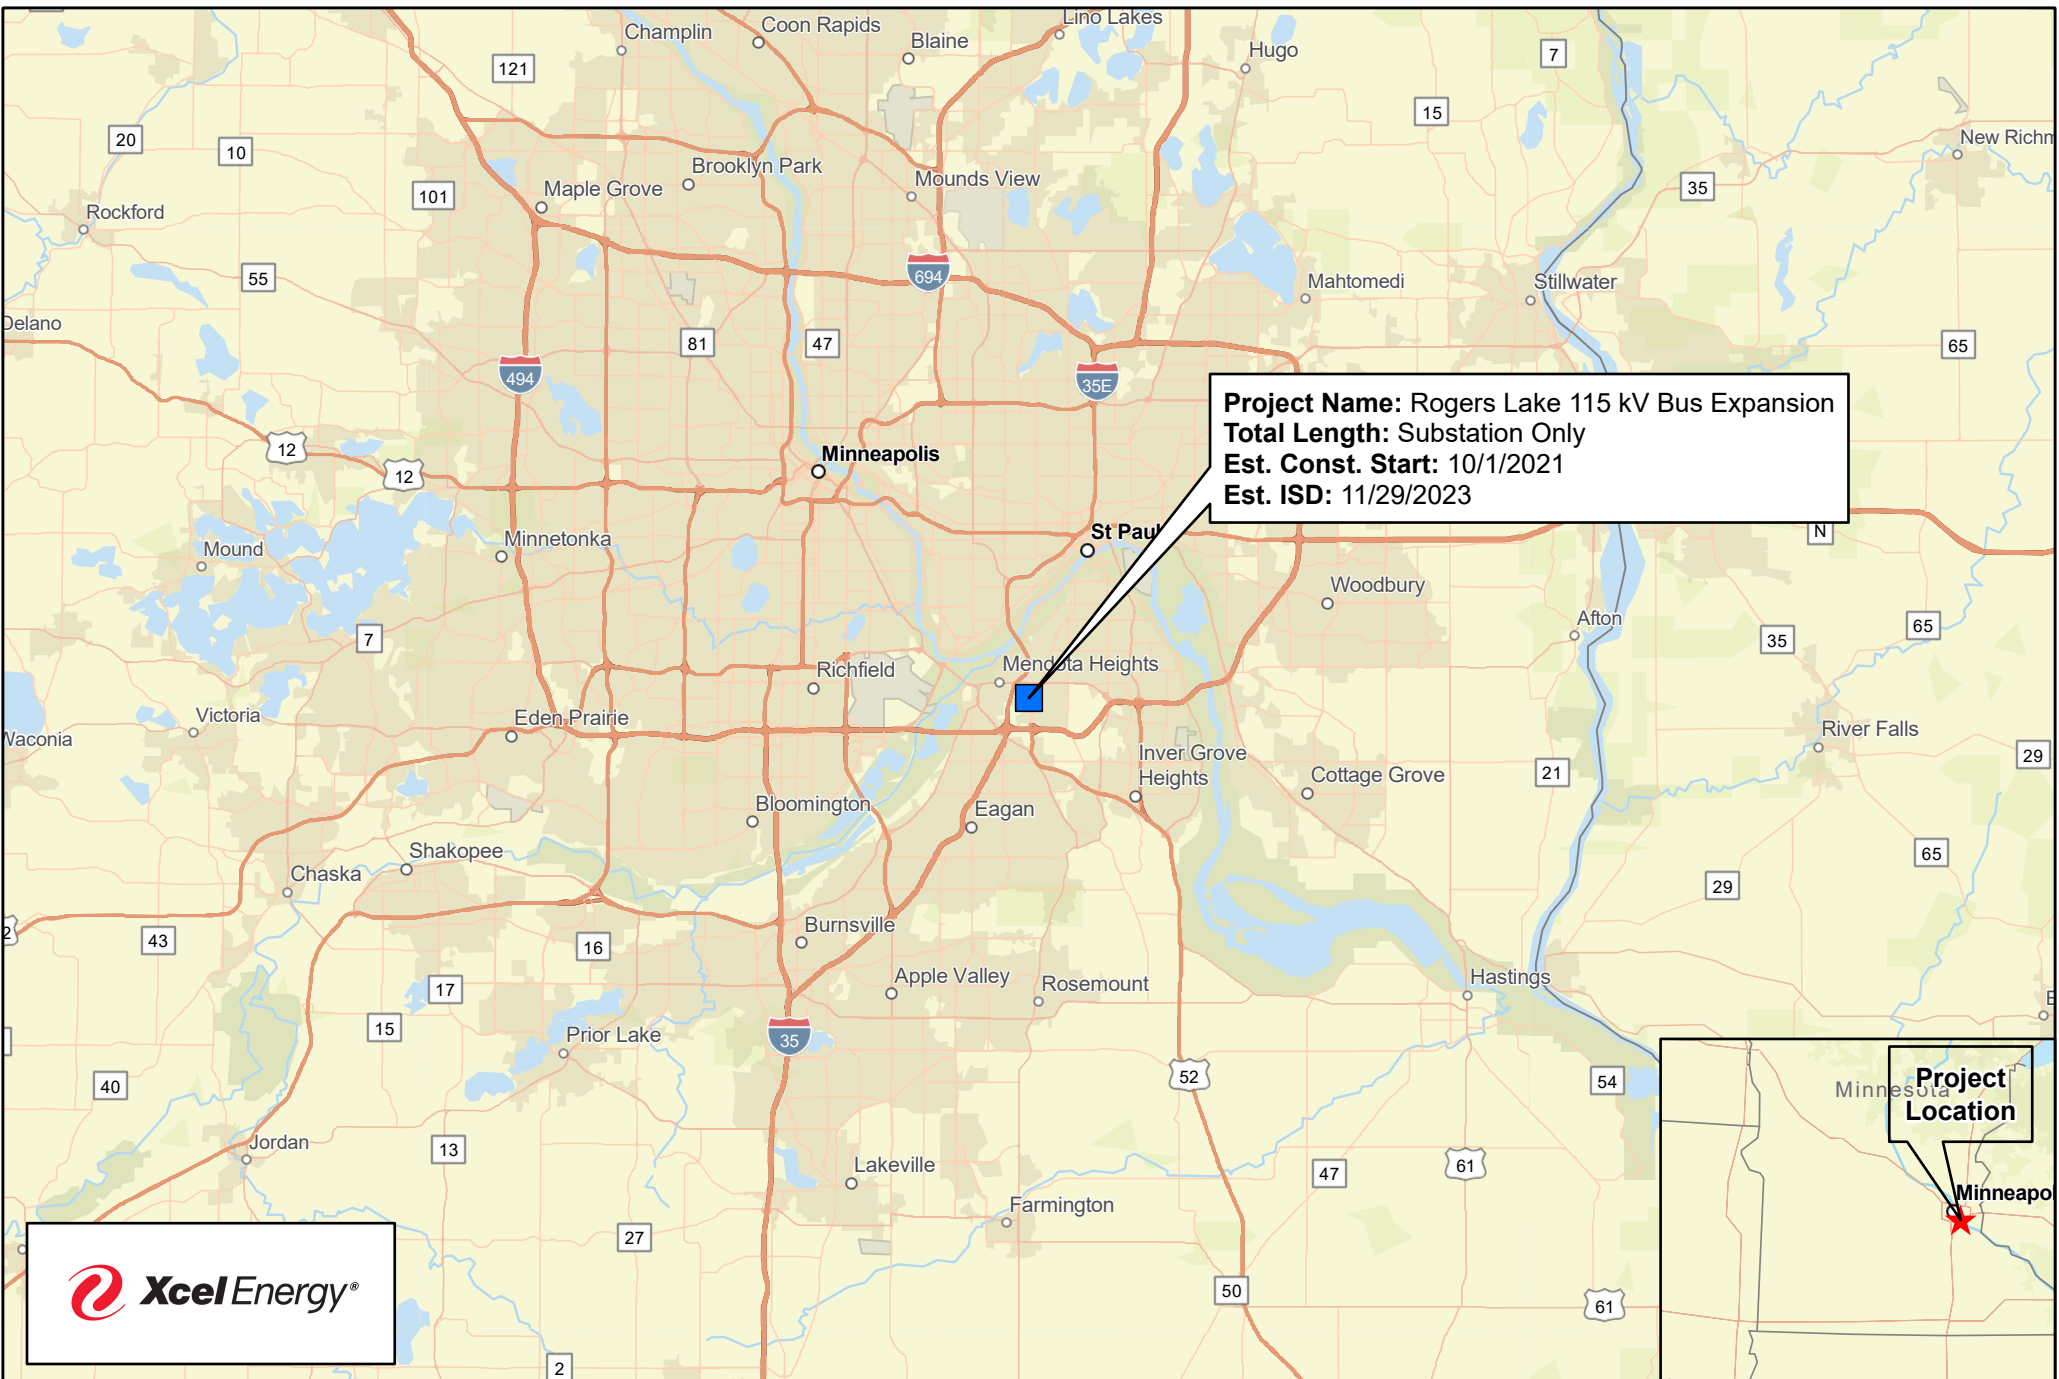 Lino Lakes
Champlin
Coon Rapids
Blaine
Hugo
7
121
15
20
10
New Richm
Brooklyn Park
Mounds View
Maple Grove
101
35
Rockford
55
694
Mahtomedi
Stillwater
Delano
81
47
65
494
35E
Project Name: Rogers Lake 115 kV Bus Expansion
Total Length: Substation Only
Est. Const. Start: 10/1/2021
Est. ISD: 11/29/2023
12
12
Minneapolis
St Paul
N
Mound
Minnetonka
Woodbury
Afton
7
65
35
Mendota Heights
Richfield
Victoria
Eden Prairie
Waconia
River Falls
29
Inver Grove
Heights
Cottage Grove
21
Bloomington
Eagan
Shakopee
65
Chaska
29
2
43
16
Burnsville
Apple Valley
Rosemount
Hastings
17
15
Prior Lake
35
E
52
54
40
Minnesota
Project
Location
Jordan
13
Lakeville
47
61
Minneapol
Farmington
27
50
61
Xcel Energy®
2